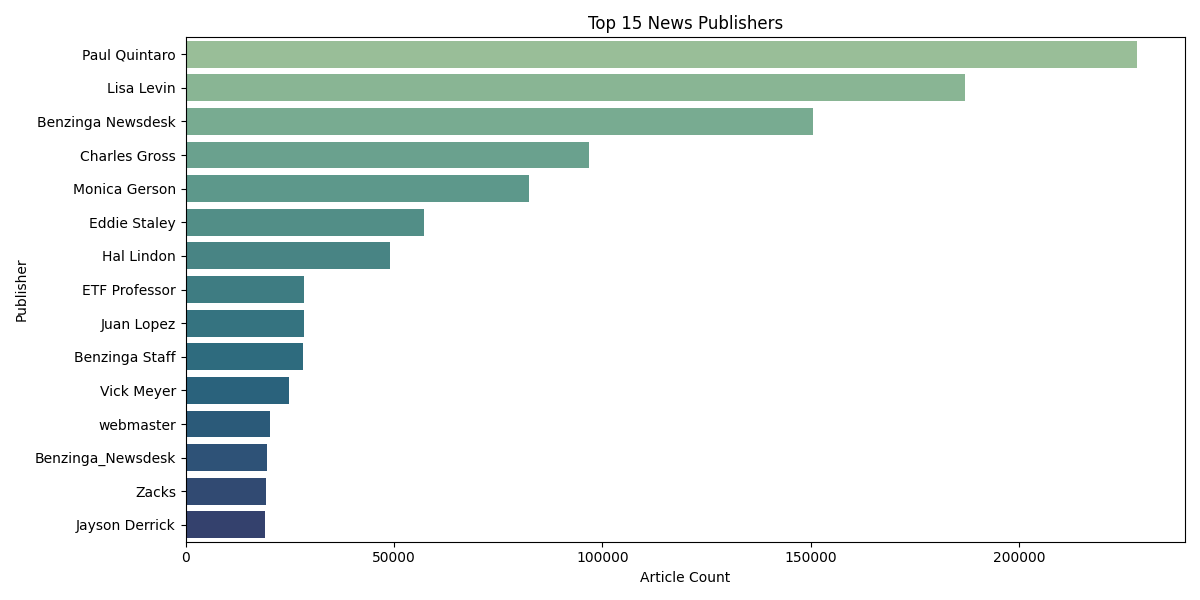 Top 15 News Publishers
Publisher
Paul Quintaro
Lisa Levin
Benzinga Newsdesk
Charles Gross
Monica Gerson
Eddie Staley
Hal Lindon
ETF Professor
Juan Lopez
Benzinga Staff
Vick Meyer
webmaster
Benzinga_Newsdesk
Zacks
Jayson Derrick
0 50000 100000 150000 200000
Article Count